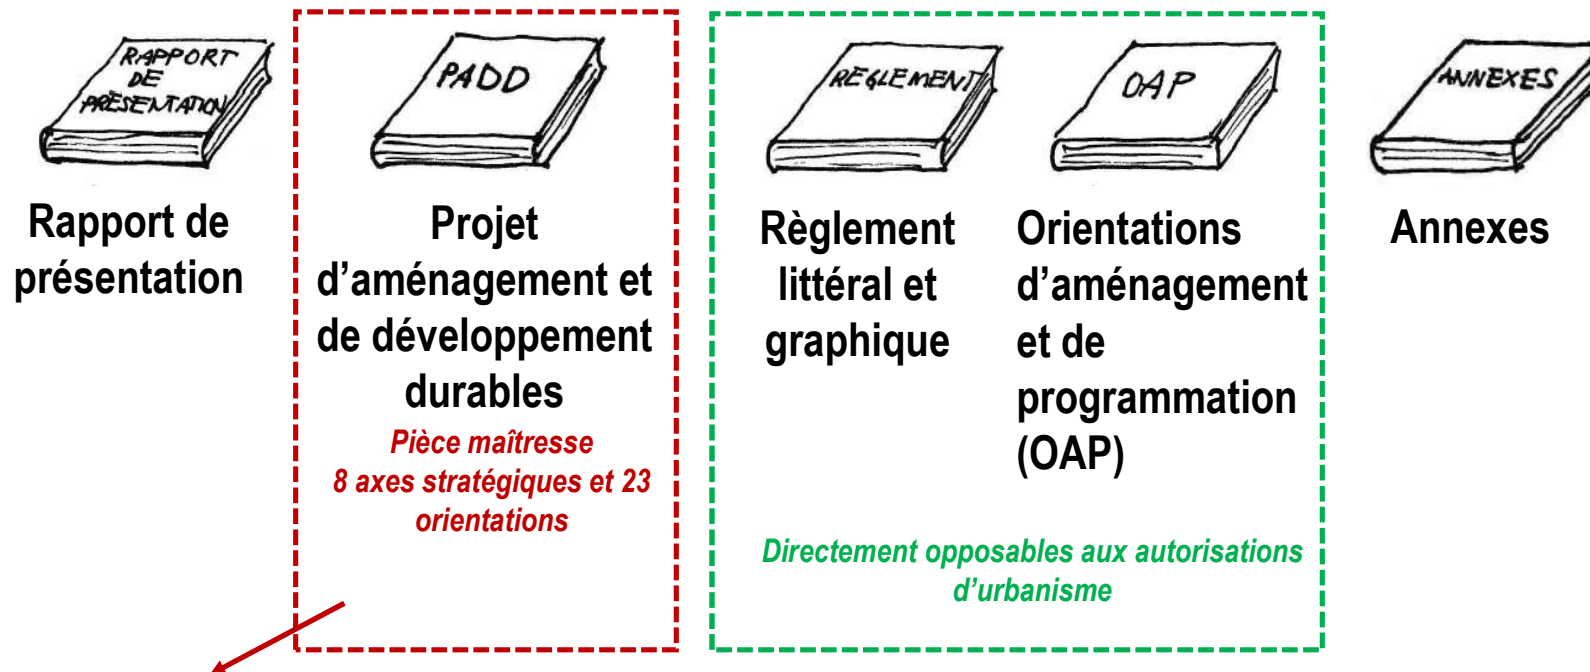 RAPPORT
DE
PRÉSENTATION
Rapport de
présentation
PADD
Projet
d’aménagement et
de développement
durables
Pièce maîtresse
8 axes stratégiques et 23
orientations
RÈGLEMENT
Règlement
littéral et
graphique
OAP
Orientations
d’aménagement
et de
programmation
(OAP)
Directement opposables aux autorisations
d’urbanisme
ANNEXES
Annexes